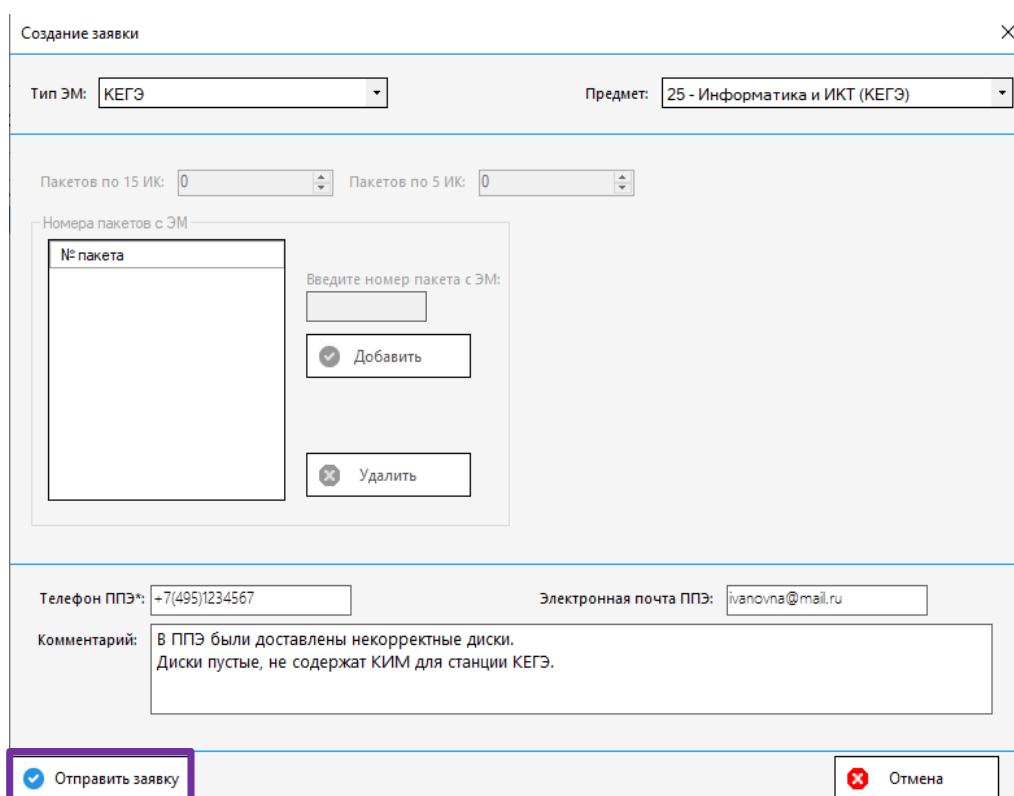 Создание заявки
Тип ЭМ: КЕГЭ Предмет: 25 - Информатика и ИКТ (КЕГЭ)
Пакетов по 15 ИК: 0 Пакетов по 5 ИК: 0
Номера пакетов с ЭМ
№ пакета
Введите номер пакета с ЭМ:
Добавить
Удалить
Телефон ППЭ*: +7(495)1234567 Электронная почта ППЭ: ivanovna@mail.ru
Комментарий: В ППЭ были доставлены некорректные диски.
Диски пустые, не содержат КИМ для станции КЕГЭ.
Отправить заявку Отмена